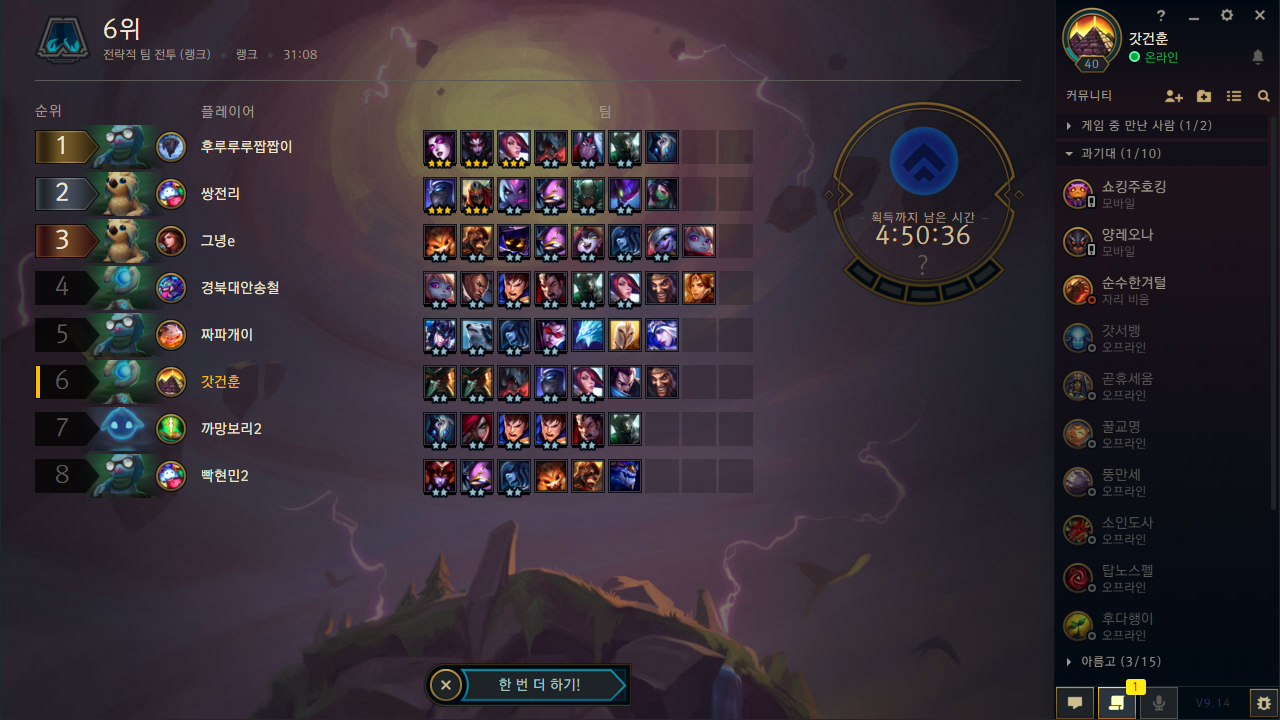 6위
전략적 팀 전투 (랭크) • 랭크 • 31:08
순위 플레이어 팀
1 후루루루짭짭이
2 쌍전리
3 그녕e
4 경북대안송철
5 짜파개이
6 갓건훈
7 까망보리2
8 빡현민2
획득까지 남은 시간
4:50:36
?
한 번 더 하기!
?
갓건훈
40
온라인
커뮤니티
게임 중 만난 사람 (1/2)
과기대 (1/10)
쇼킹주호킹
모바일
양레오나
모바일
순수한겨털
자리 비움
갓서뱅
오프라인
곤휴세움
오프라인
꿀교명
오프라인
뚱만세
오프라인
소인도사
오프라인
탑노스펠
오프라인
후다행이
오프라인
아름고 (3/15)
1
V9.14